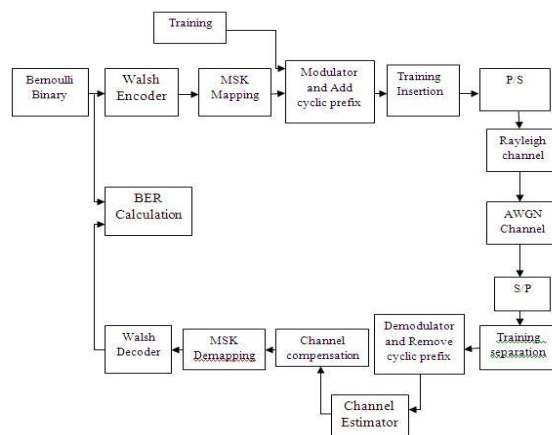 Training
Bernoulli
Binary
Walsh
Encoder
MSK
Mapping
Modulator
and Add
cyclic prefix
Training
Insertion
P/S
Rayleigh
channel
BER
Calculation
AWGN
Channel
S/P
Walsh
Decoder
MSK
Demapping
Channel
compensation
Demodulator
and Remove
cyclic prefix
Training
separation
Channel
Estimator